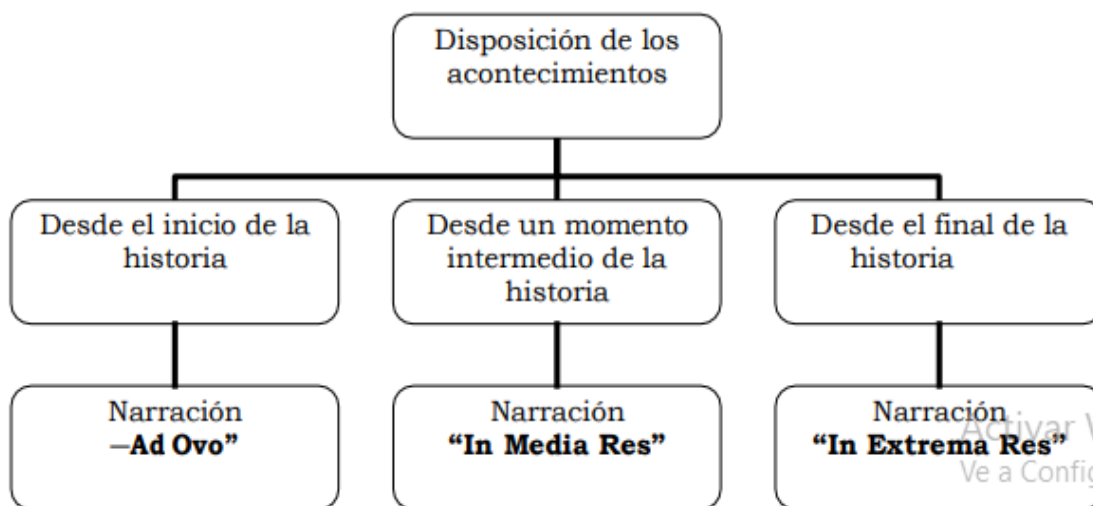 Disposición de los
acontecimientos
Desde el inicio de la
historia
Desde un momento
intermedio de la
historia
Desde el final de la
historia
Narración
—Ad Ovo”
Narración
“In Media Res”
Narración
“In Extrema Res”
Activar
Ve a Config